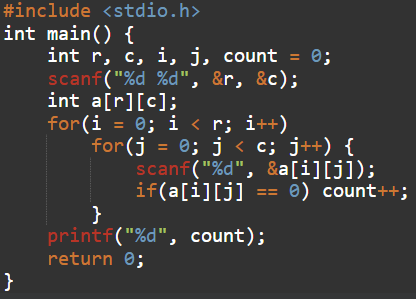 #include <stdio.h>
int main() {
    int r, c, i, j, count = 0;
    scanf("%d %d", &r, &c);
    int a[r][c];
    for(i = 0; i < r; i++)
        for(j = 0; j < c; j++) {
            scanf("%d", &a[i][j]);
            if(a[i][j] == 0) count++;
        }
    printf("%d", count);
    return 0;
}